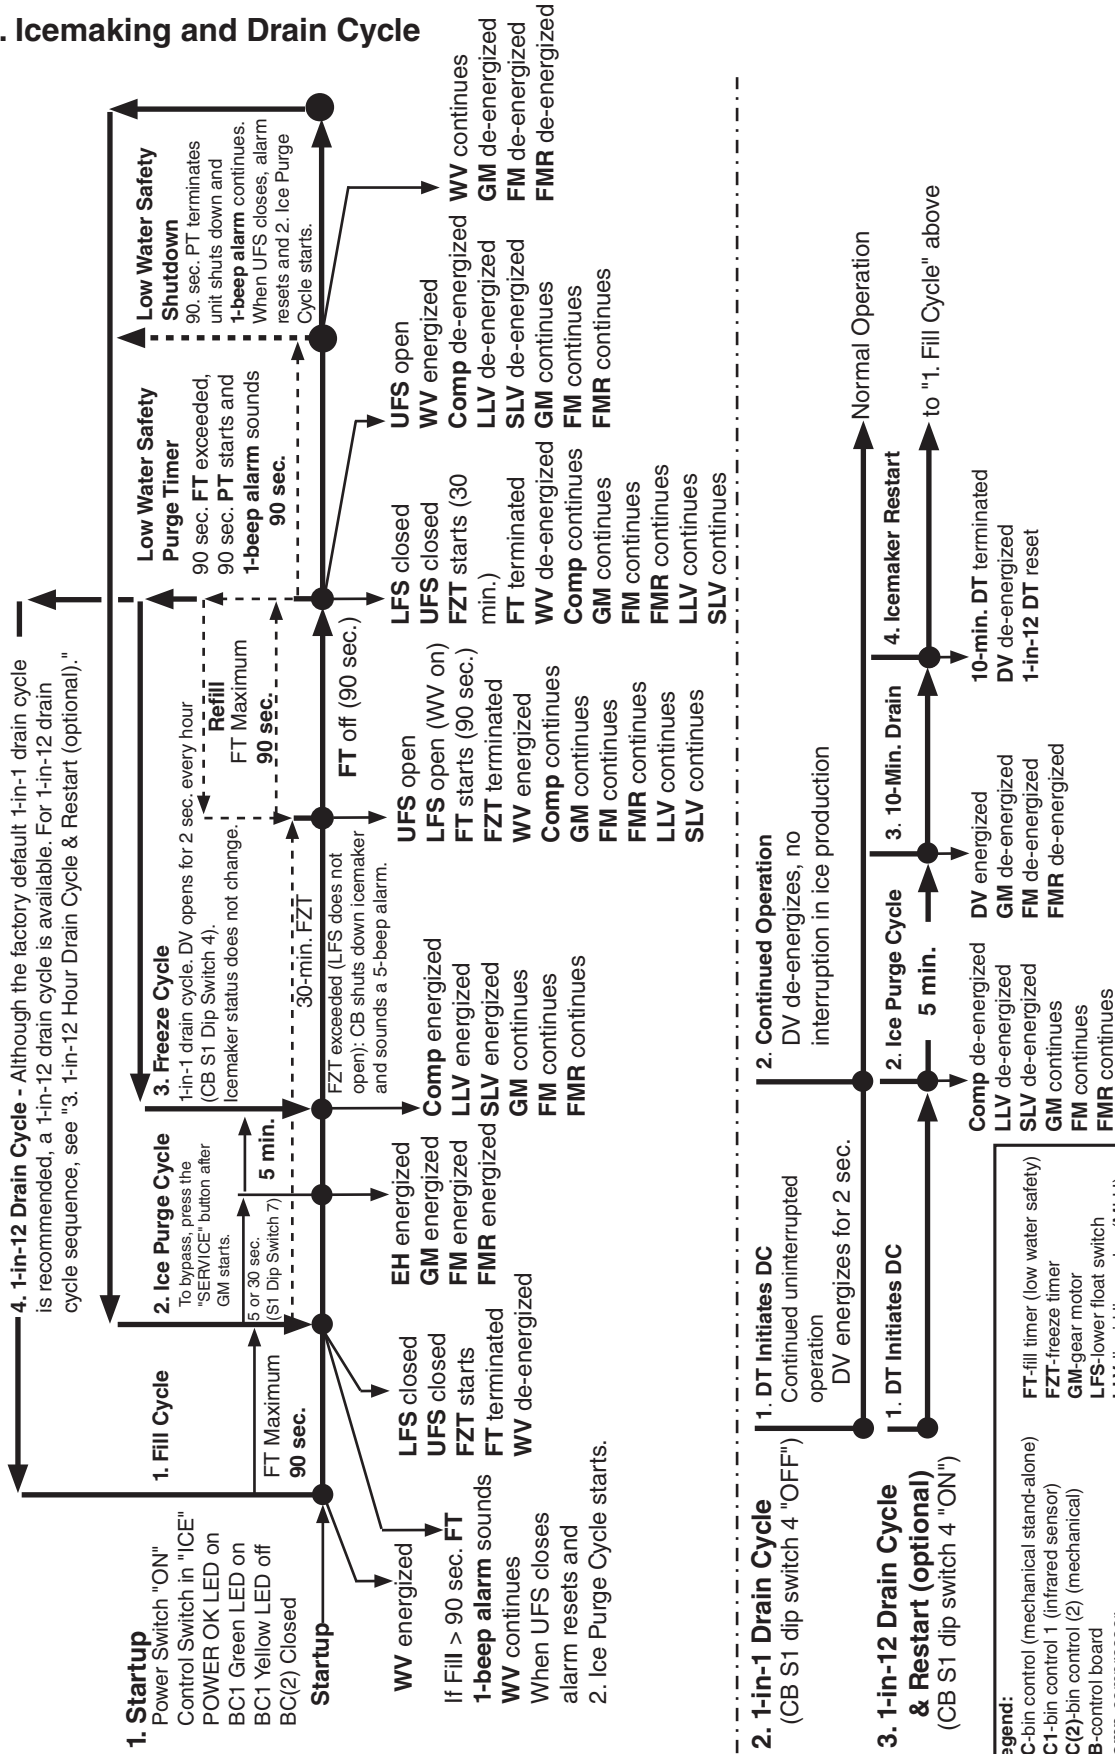 . Icemaking and Drain Cycle
4. 1-in-12 Drain Cycle - Although the factory default 1-in-1 drain cycle
is recommended, a 1-in-12 drain cycle is available. For 1-in-12 drain
cycle sequence, see "3. 1-in-12 Hour Drain Cycle & Restart (optional)."
1. Startup
Power Switch "ON"
Control Switch in "ICE"
POWER OK LED on
BC1 Green LED on
BC1 Yellow LED off
BC(2) Closed
Startup
1. Fill Cycle
FT Maximum
90 sec.
WV energized
If Fill > 90 sec. FT
1-beep alarm sounds
WV continues
When UFS closes
alarm resets and
2. Ice Purge Cycle starts.
2. Ice Purge Cycle
To bypass, press the
"SERVICE" button after
GM starts.
5 or 30 sec.
(S1 Dip Switch 7)
5 min.
LFS closed
UFS closed
FZT starts
FT terminated
WV de-energized
EH energized
GM energized
FM energized
FMR energized
3. Freeze Cycle
1-in-1 drain cycle. DV opens for 2 sec. every hour
(CB S1 Dip Switch 4).
Icemaker status does not change.
30-min. FZT
FZT exceeded (LFS does not
open): CB shuts down icemaker
and sounds a 5-beep alarm.
Comp energized
LLV energized
SLV energized
GM continues
FM continues
FMR continues
Refill
FT Maximum
90 sec.
FT off (90 sec.)
UFS open
LFS open (WV on)
FT starts (90 sec.)
FZT terminated
WV energized
Comp continues
GM continues
FM continues
FMR continues
LLV continues
SLV continues
Low Water Safety
Purge Timer
90 sec. FT exceeded,
90 sec. PT starts and
1-beep alarm sounds
90 sec.
LFS closed
UFS closed
FZT starts (30
min.)
FT terminated
WV de-energized
Comp continues
GM continues
FM continues
FMR continues
LLV continues
SLV continues
Low Water Safety
Shutdown
90. sec. PT terminates
unit shuts down and
1-beep alarm continues.
When UFS closes, alarm
resets and 2. Ice Purge
Cycle starts.
UFS open
WV energized
Comp de-energized
LLV de-energized
SLV de-energized
GM continues
FM continues
FMR continues
WV continues
GM de-energized
FM de-energized
FMR de-energized
2. 1-in-1 Drain Cycle
(CB S1 dip switch 4 "OFF")
1. DT Initiates DC
Continued uninterrupted
operation
DV energizes for 2 sec.
2. Continued Operation
DV de-energizes, no
interruption in ice production
Normal Operation
3. 1-in-12 Drain Cycle
& Restart (optional)
(CB S1 dip switch 4 "ON")
1. DT Initiates DC
2. Ice Purge Cycle
5 min.
3. 10-Min. Drain
4. Icemaker Restart
to "1. Fill Cycle" above
Comp de-energized
LLV de-energized
SLV de-energized
GM continues
FM continues
FMR continues
DV energized
GM de-energized
FM de-energized
FMR de-energized
10-min. DT terminated
DV de-energized
1-in-12 DT reset
egend:
C-bin control (mechanical stand-alone)
C1-bin control 1 (infrared sensor)
C(2)-bin control (2) (mechanical)
B-control board
FT-fill timer (low water safety)
FZT-freeze timer
GM-gear motor
LFS-lower float switch